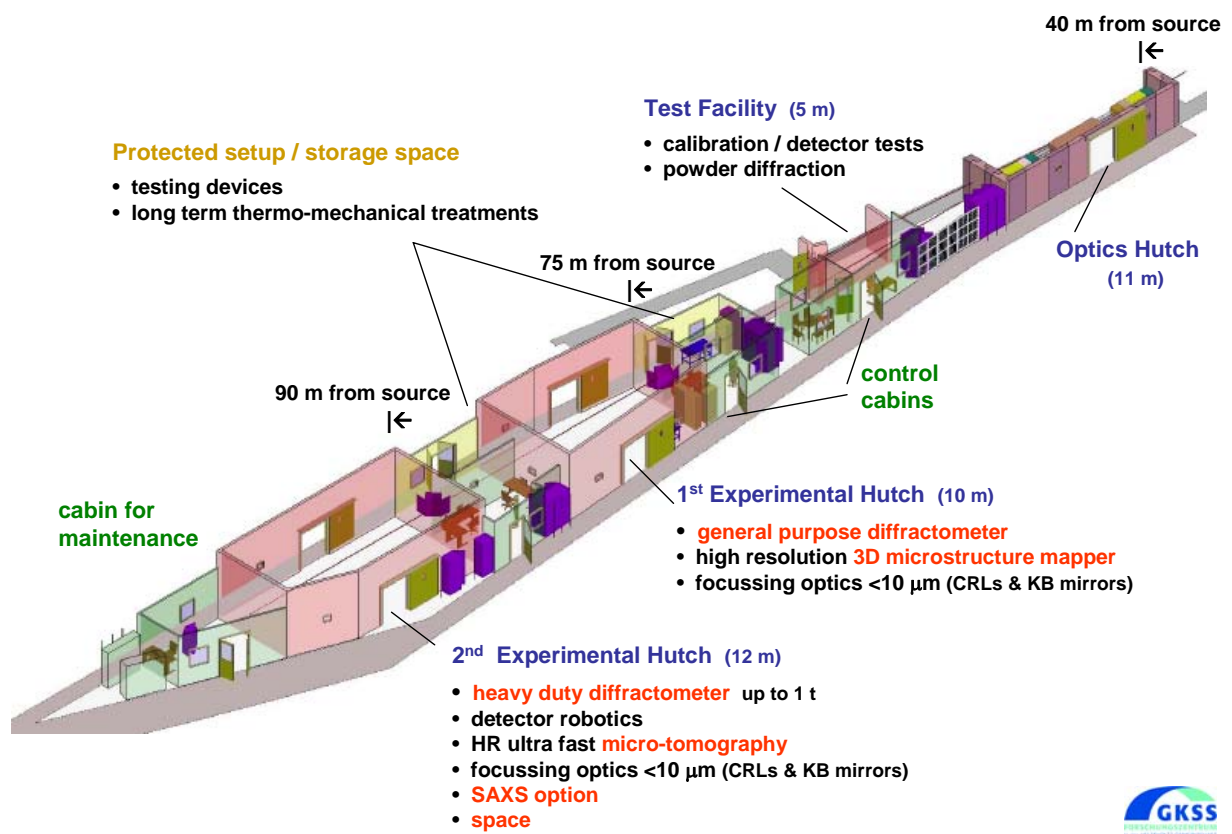 40 m from source
|←
Test Facility (5 m)
• calibration / detector tests
• powder diffraction
Protected setup / storage space
• testing devices
• long term thermo-mechanical treatments
Optics Hutch
(11 m)
75 m from source
|←
control
cabins
90 m from source
|←
1st Experimental Hutch (10 m)
• general purpose diffractometer
• high resolution 3D microstructure mapper
• focussing optics <10 μm (CRLs & KB mirrors)
cabin for
maintenance
2nd Experimental Hutch (12 m)
• heavy duty diffractometer up to 1 t
• detector robotics
• HR ultra fast micro-tomography
• focussing optics <10 μm (CRLs & KB mirrors)
• SAXS option
• space
GKSS
FORSCHUNGSZENTRUM